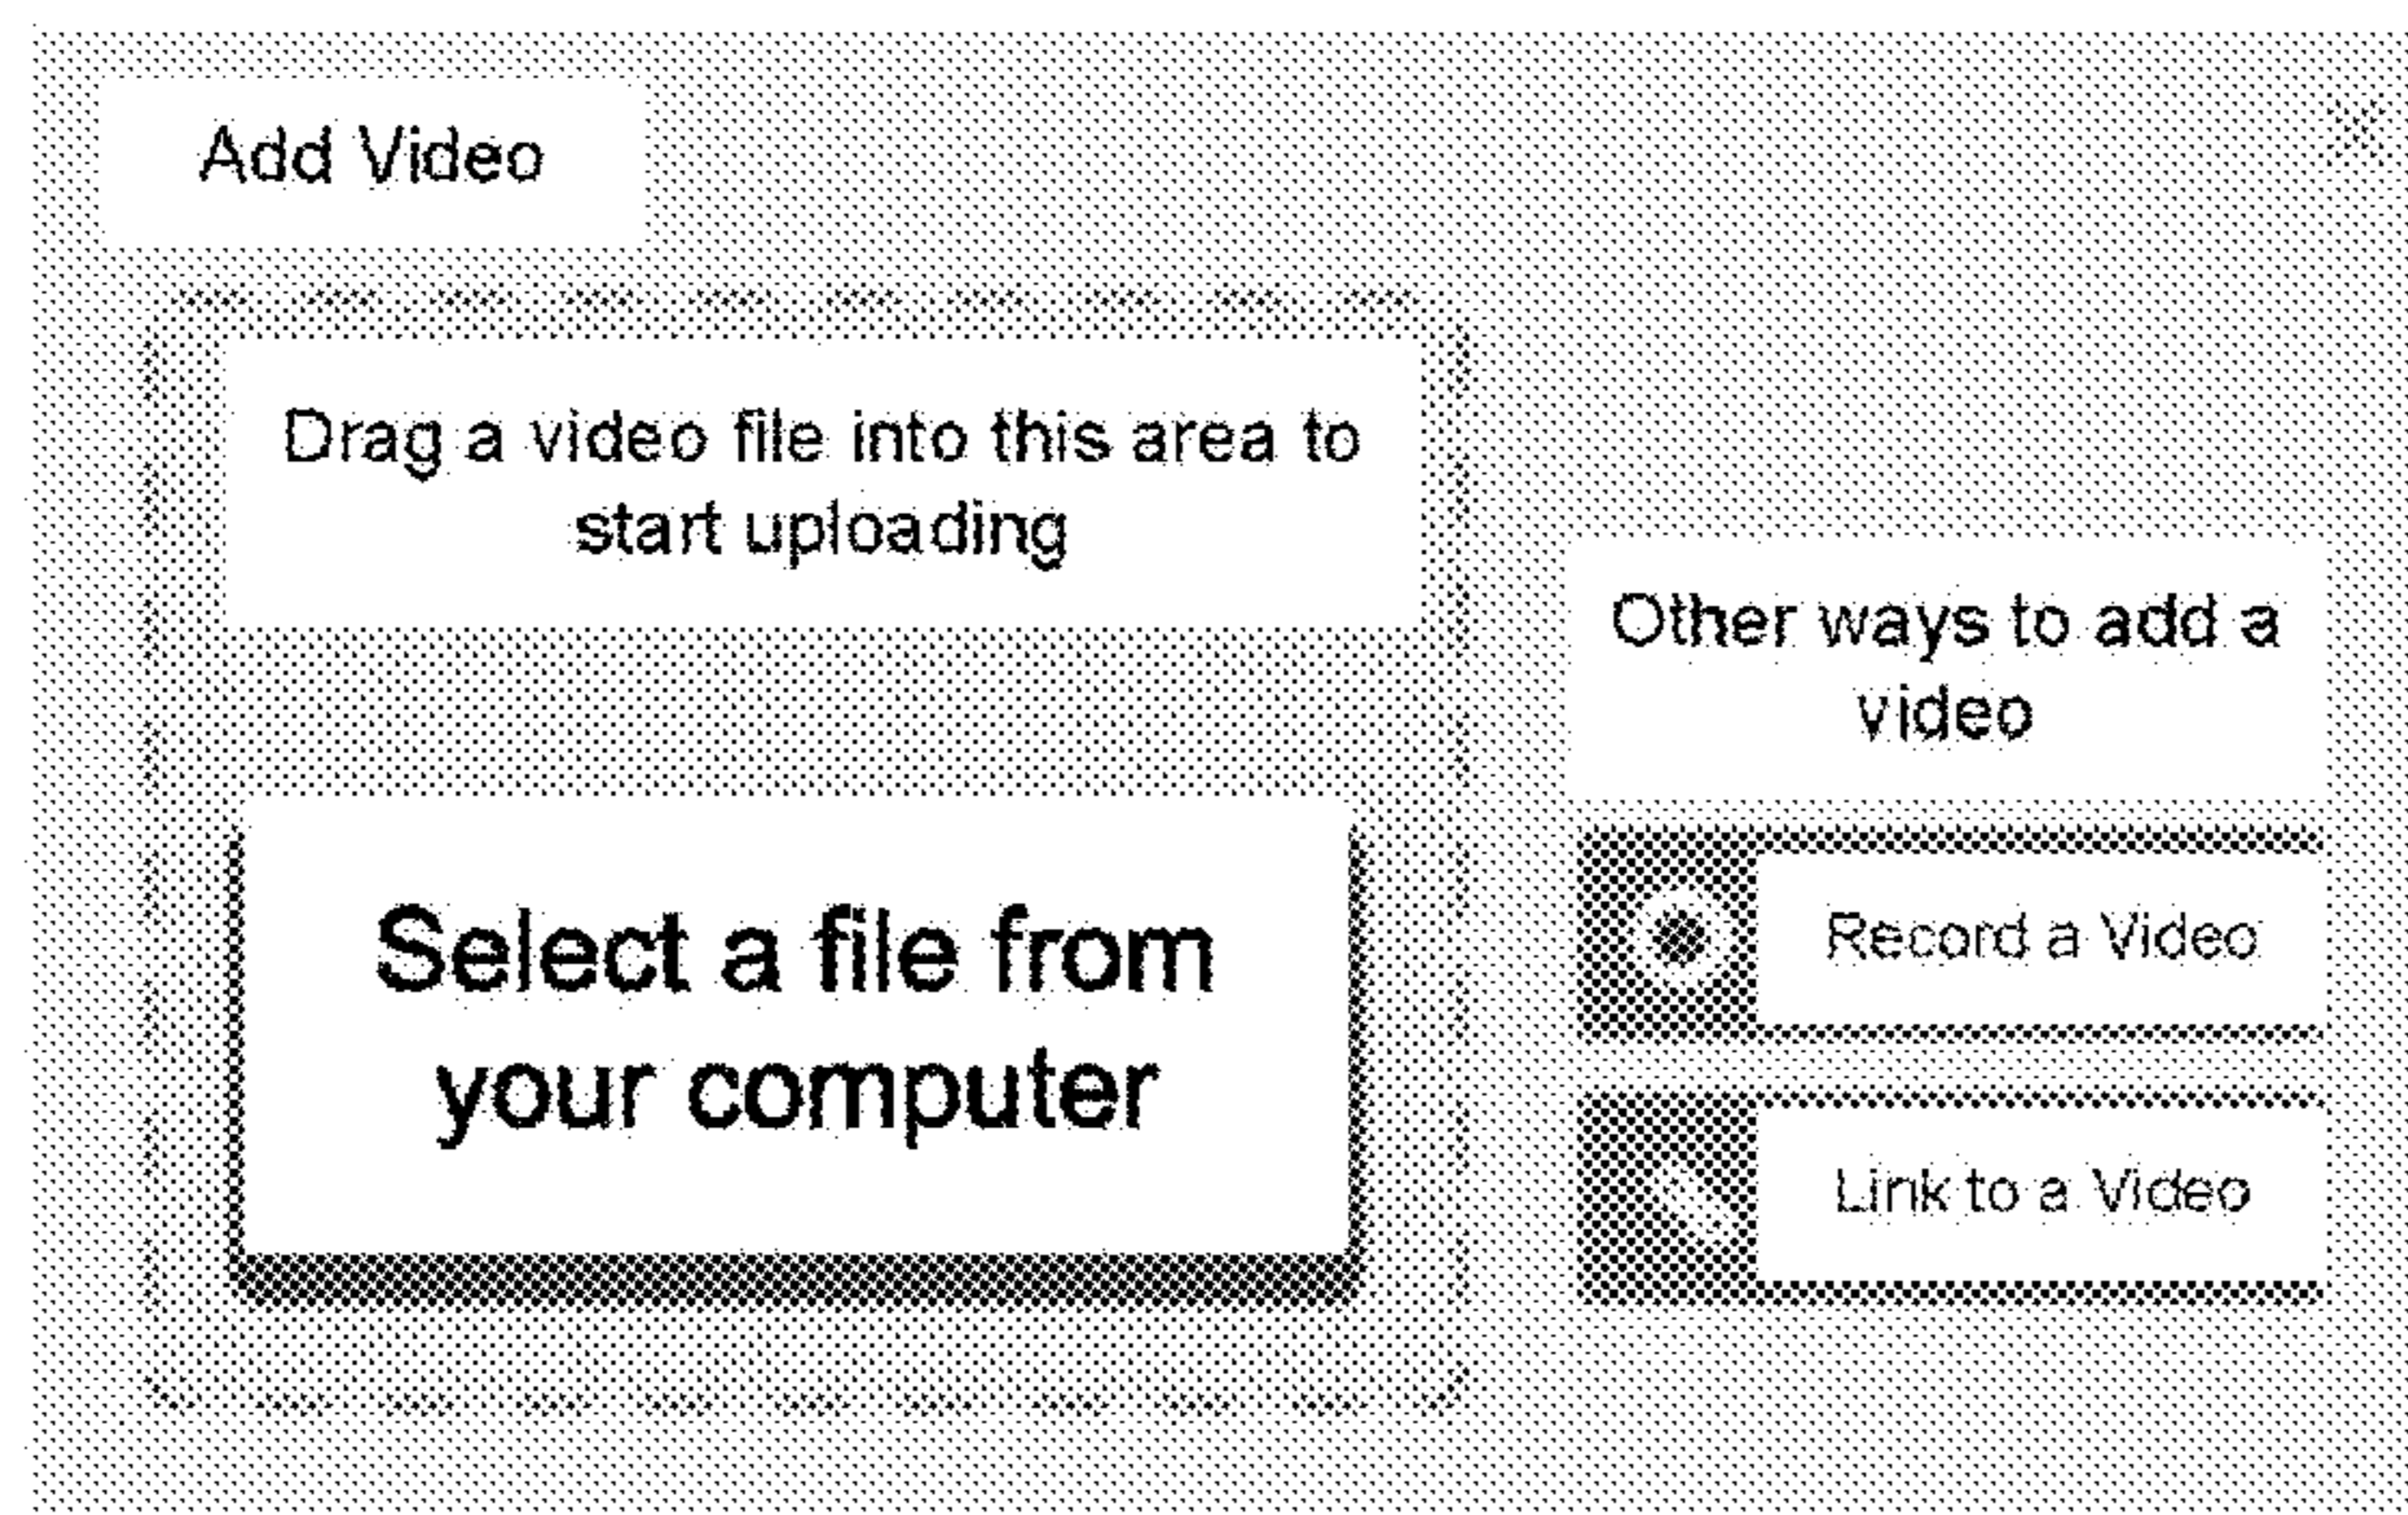 Add Video
Drag a video file into this area to
start uploading
Select a file from
your computer
Other ways to add a
video
Record a Video
Link to a Video